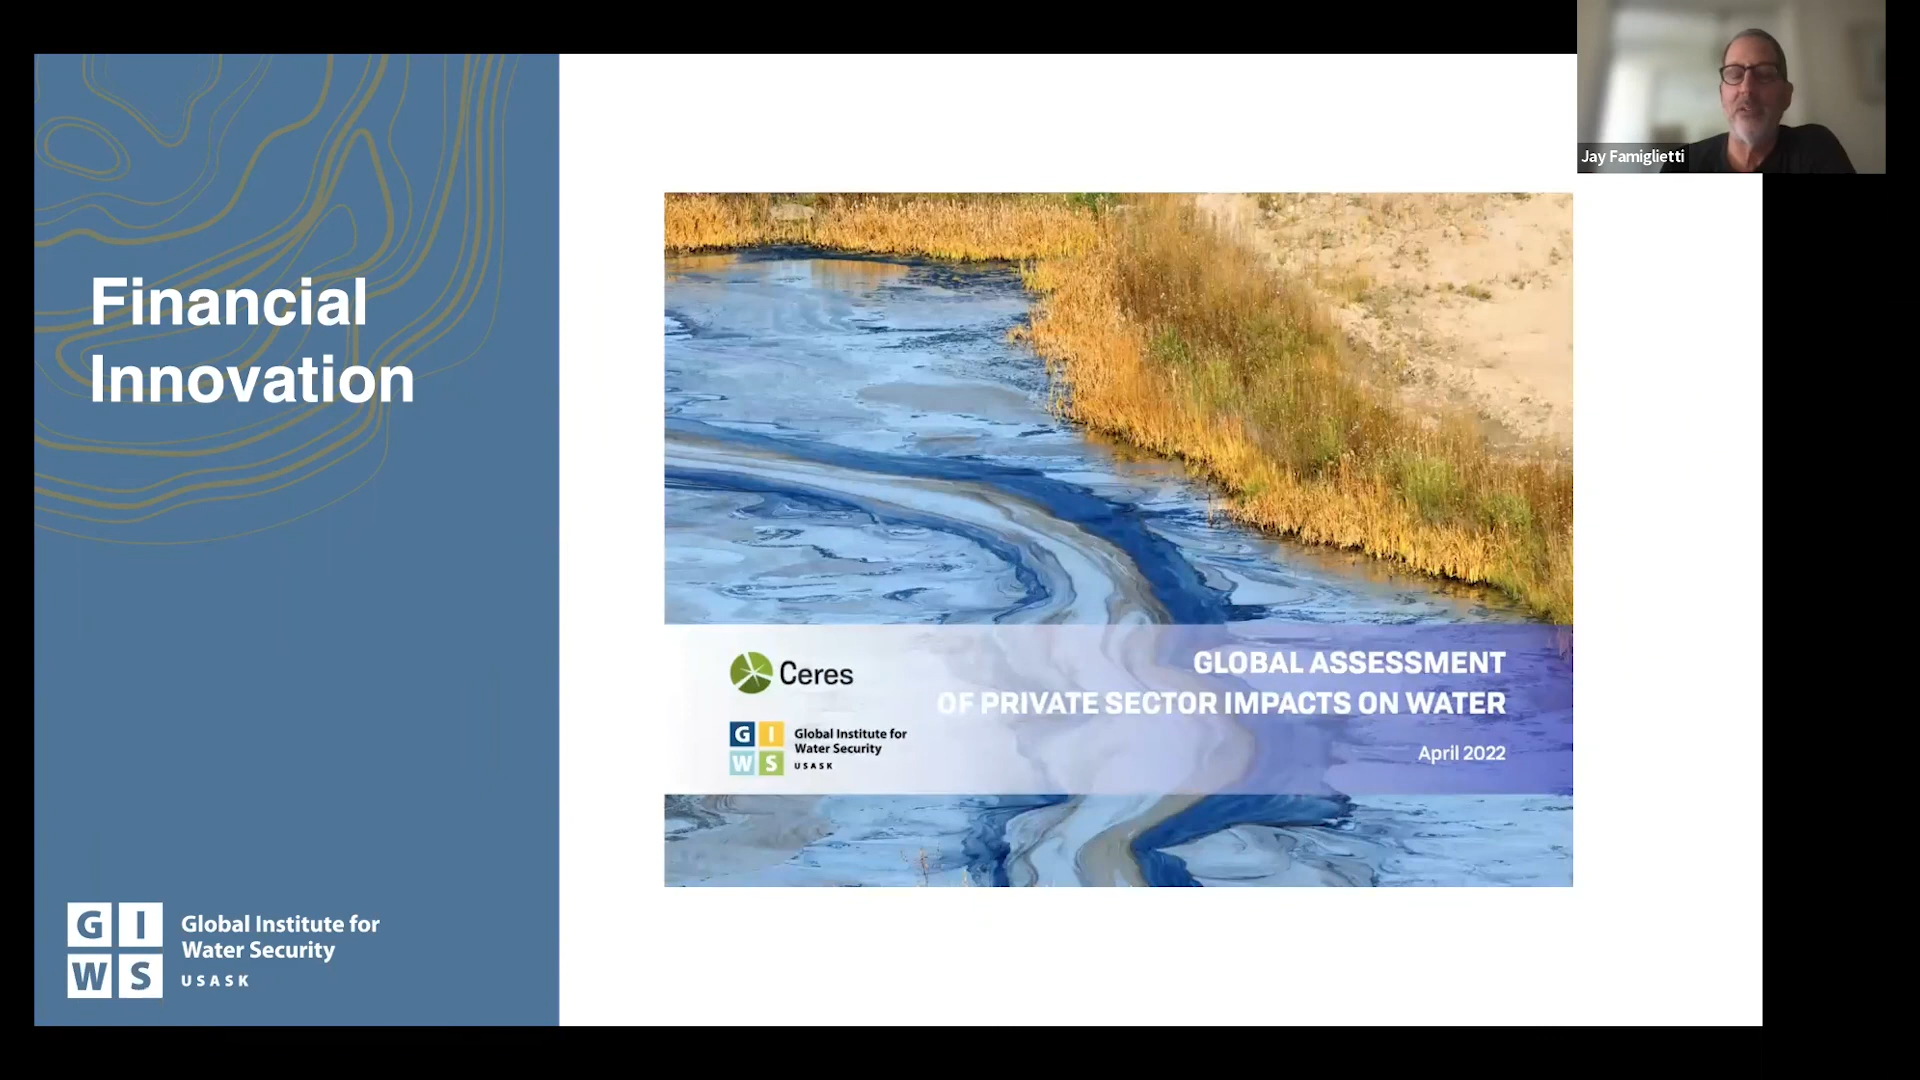 Jay Famiglietti
Financial
Innovation
Ceres
GLOBAL ASSESSMENT
OF PRIVATE SECTOR IMPACTS ON WATER
April 2022
G I
W S
Global Institute for
Water Security
USASK
G I
W S
Global Institute for
Water Security
USASK